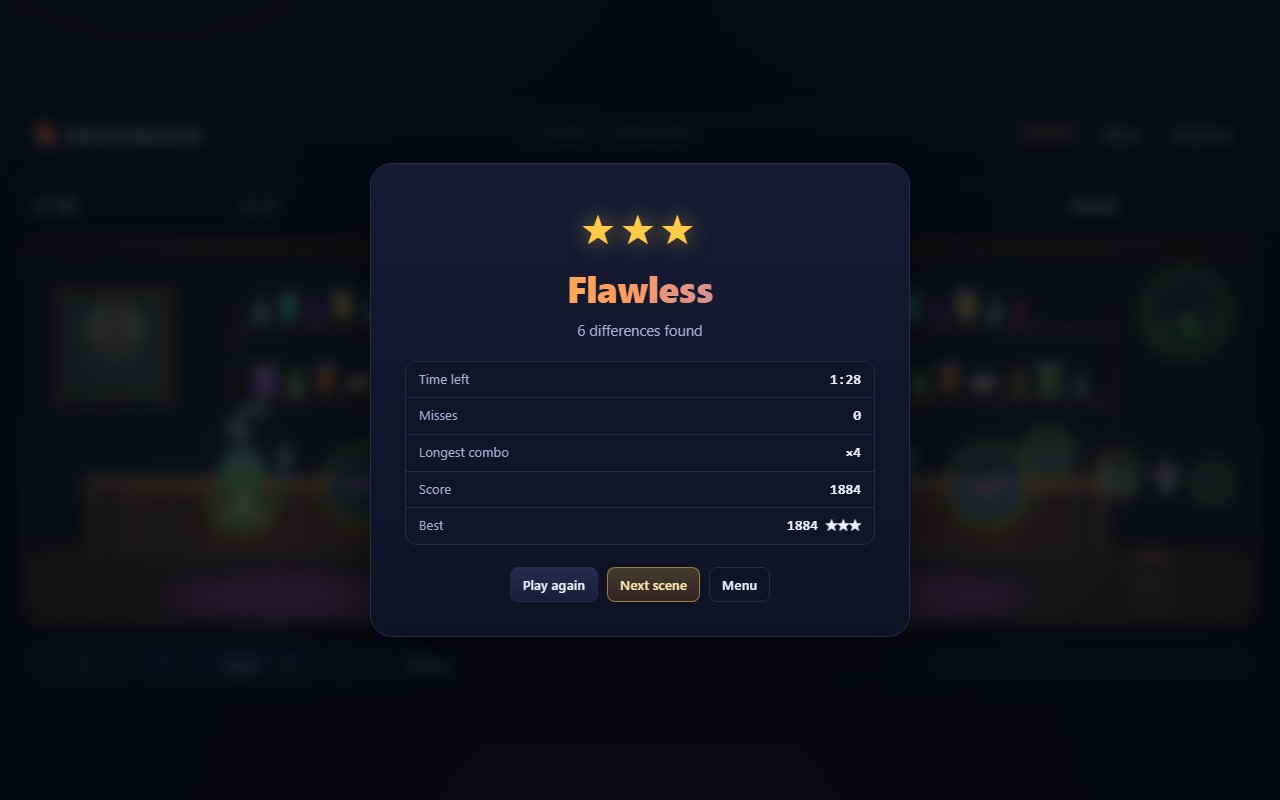 ★★★
Flawless
6 differences found
Time left 1:28
Misses 0
Longest combo ×4
Score 1884
Best 1884 ★★★
Play again Next scene Menu